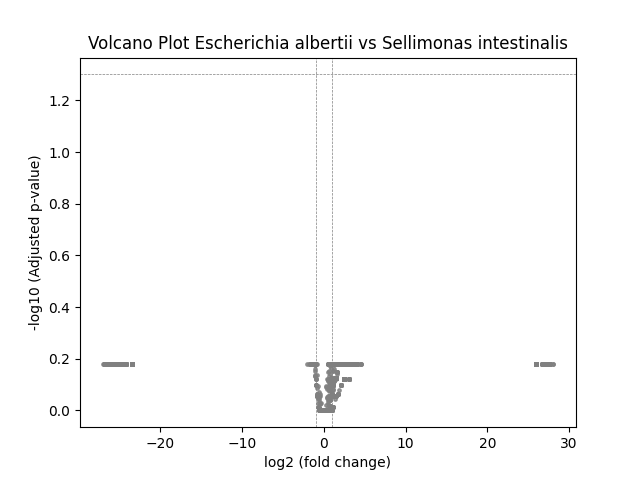 Volcano Plot Escherichia albertii vs Sellimonas intestinalis
-log10 (Adjusted p-value)
1.2
1.0
0.8
0.6
0.4
0.2
0.0
−20 −10 0 10 20 30
log2 (fold change)